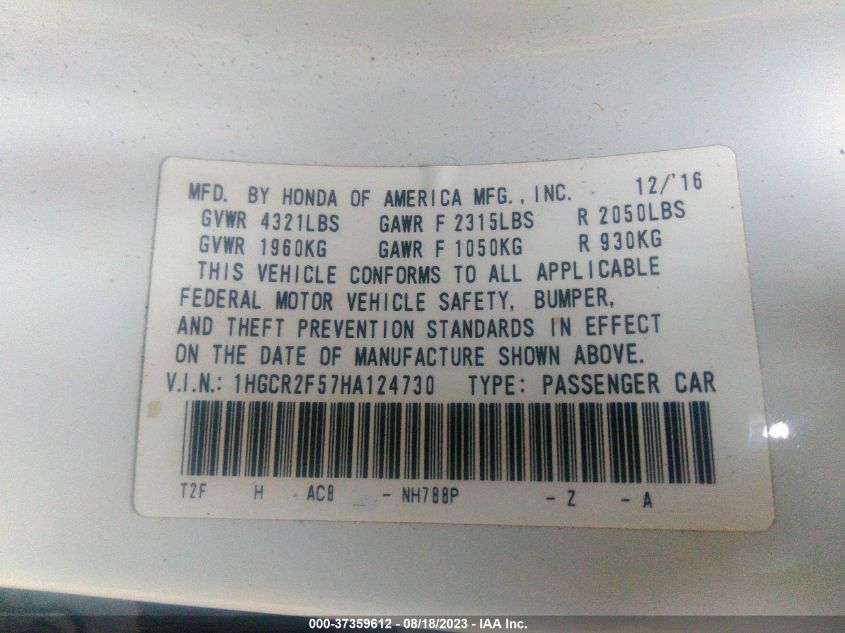 MFD. BY HONDA OF AMERICA MFG., INC. 12/'16
GVWR 4321LBS GAWR F 2315LBS R 2050LBS
GVWR 1960KG GAWR F 1050KG R 930KG
THIS VEHICLE CONFORMS TO ALL APPLICABLE
FEDERAL MOTOR VEHICLE SAFETY, BUMPER,
AND THEFT PREVENTION STANDARDS IN EFFECT
ON THE DATE OF MANUFACTURE SHOWN ABOVE.
V.I.N.: 1HGCR2F57HA124730 TYPE: PASSENGER CAR
T2F H - AC8 - NH788P - Z - A
000-37359612 - 08/18/2023 - IAA Inc.